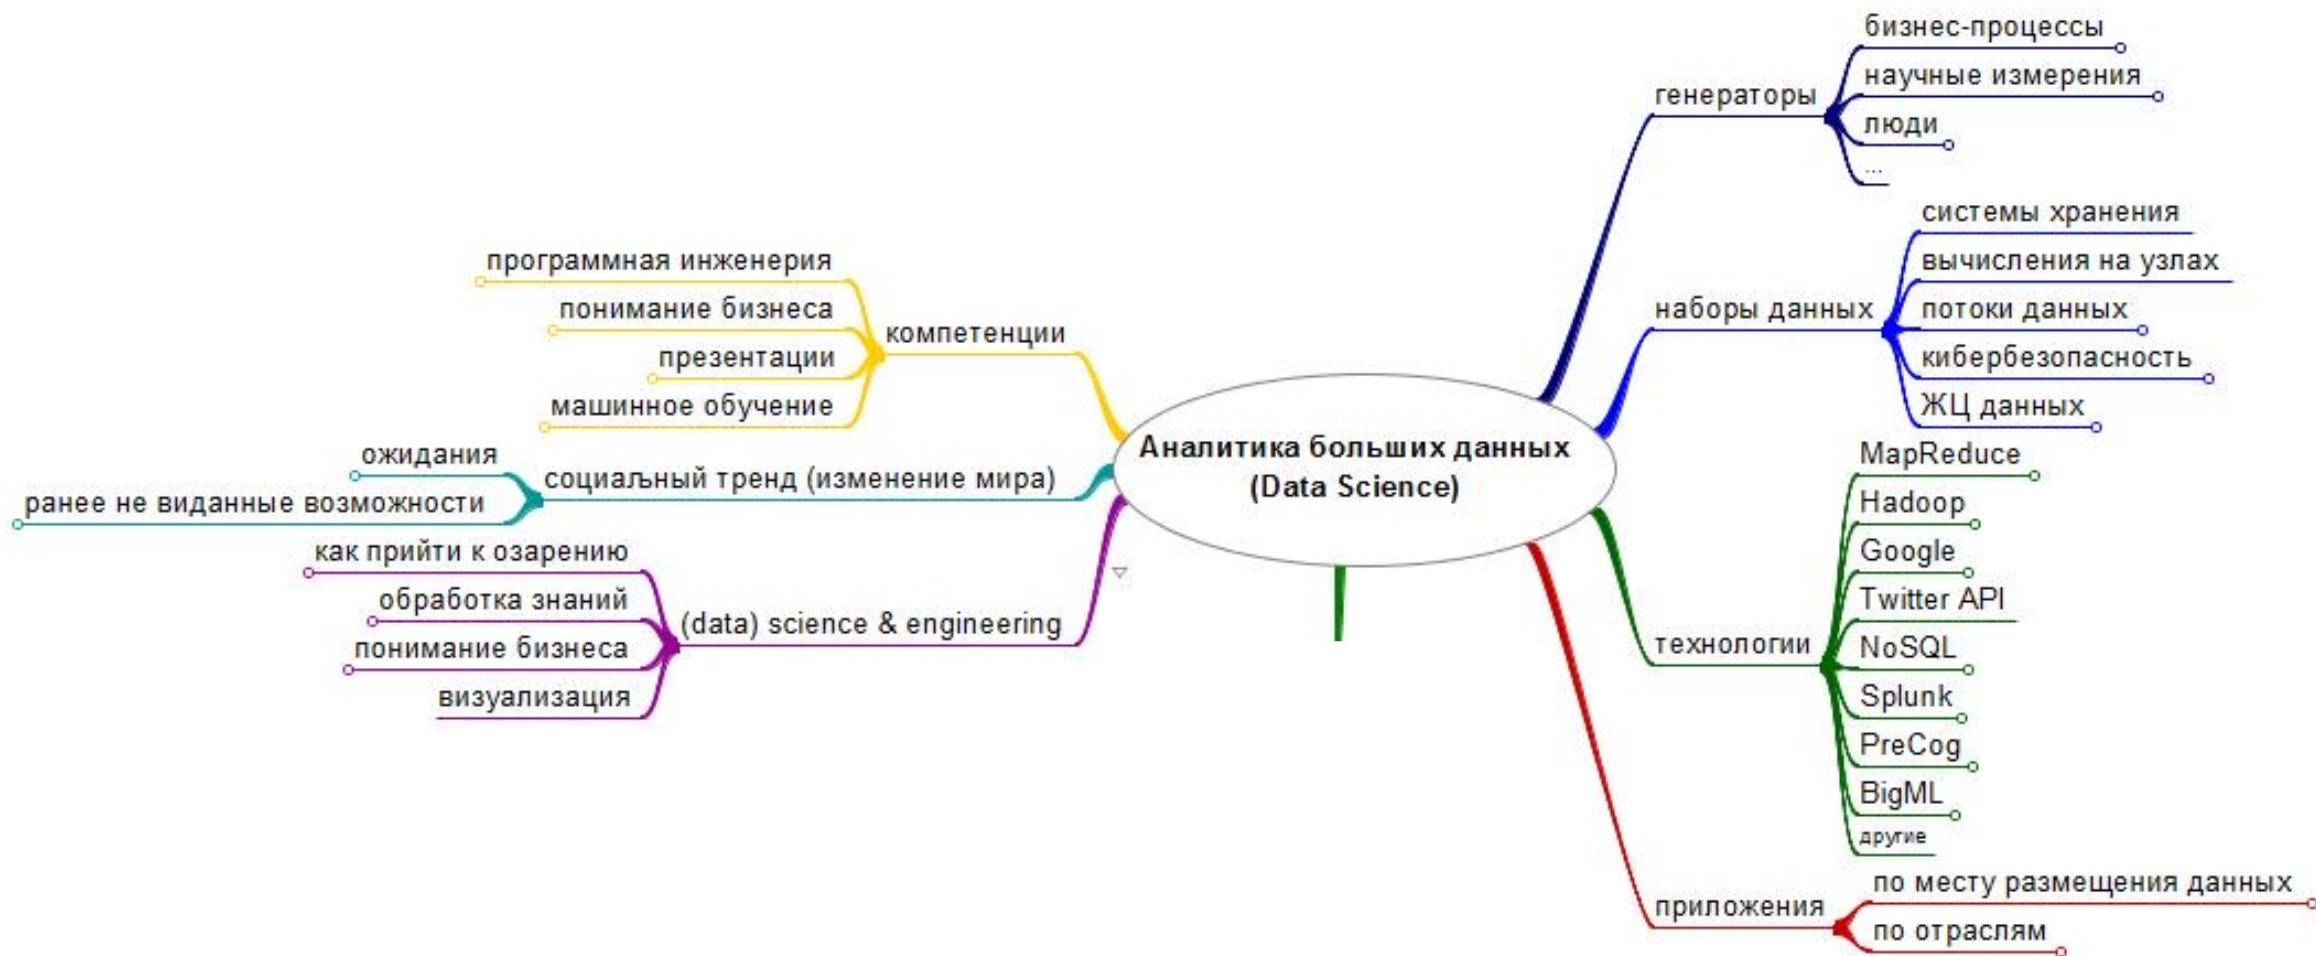 Аналитика больших данных
(Data Science)
генераторы
бизнес-процессы
научные измерения
люди
...
наборы данных
системы хранения
вычисления на узлах
потоки данных
кибербезопасность
ЖЦ данных
технологии
MapReduce
Hadoop
Google
Twitter API
NoSQL
Splunk
PreCog
BigML
другие
приложения
по месту размещения данных
по отраслям
компетенции
программная инженерия
понимание бизнеса
презентации
машинное обучение
социальный тренд (изменение мира)
ожидания
ранее не виданные возможности
(data) science & engineering
как прийти к озарению
обработка знаний
понимание бизнеса
визуализация